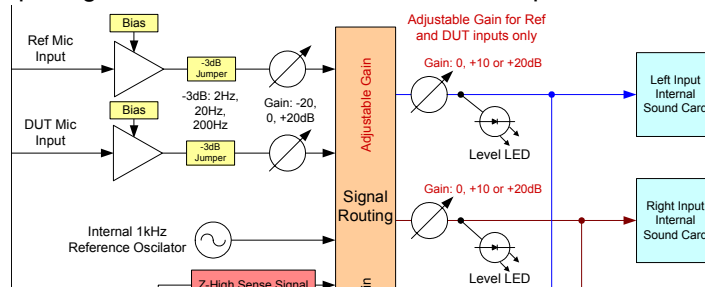 Adjustable Gain for Ref
and DUT inputs only
Bias
Ref Mic
Input
-3dB
Jumper
-3dB: 2Hz,
20Hz,
200Hz
Gain: -20,
0, +20dB
Bias
DUT Mic
Input
-3dB
Jumper
Internal 1kHz
Reference Oscilator
Z-High Sense Signal
Adjustable Gain
Signal
Routing
Gain: 0, +10 or +20dB
Level LED
Left Input
Internal
Sound Card
Gain: 0, +10 or +20dB
Level LED
Right Input
Internal
Sound Card